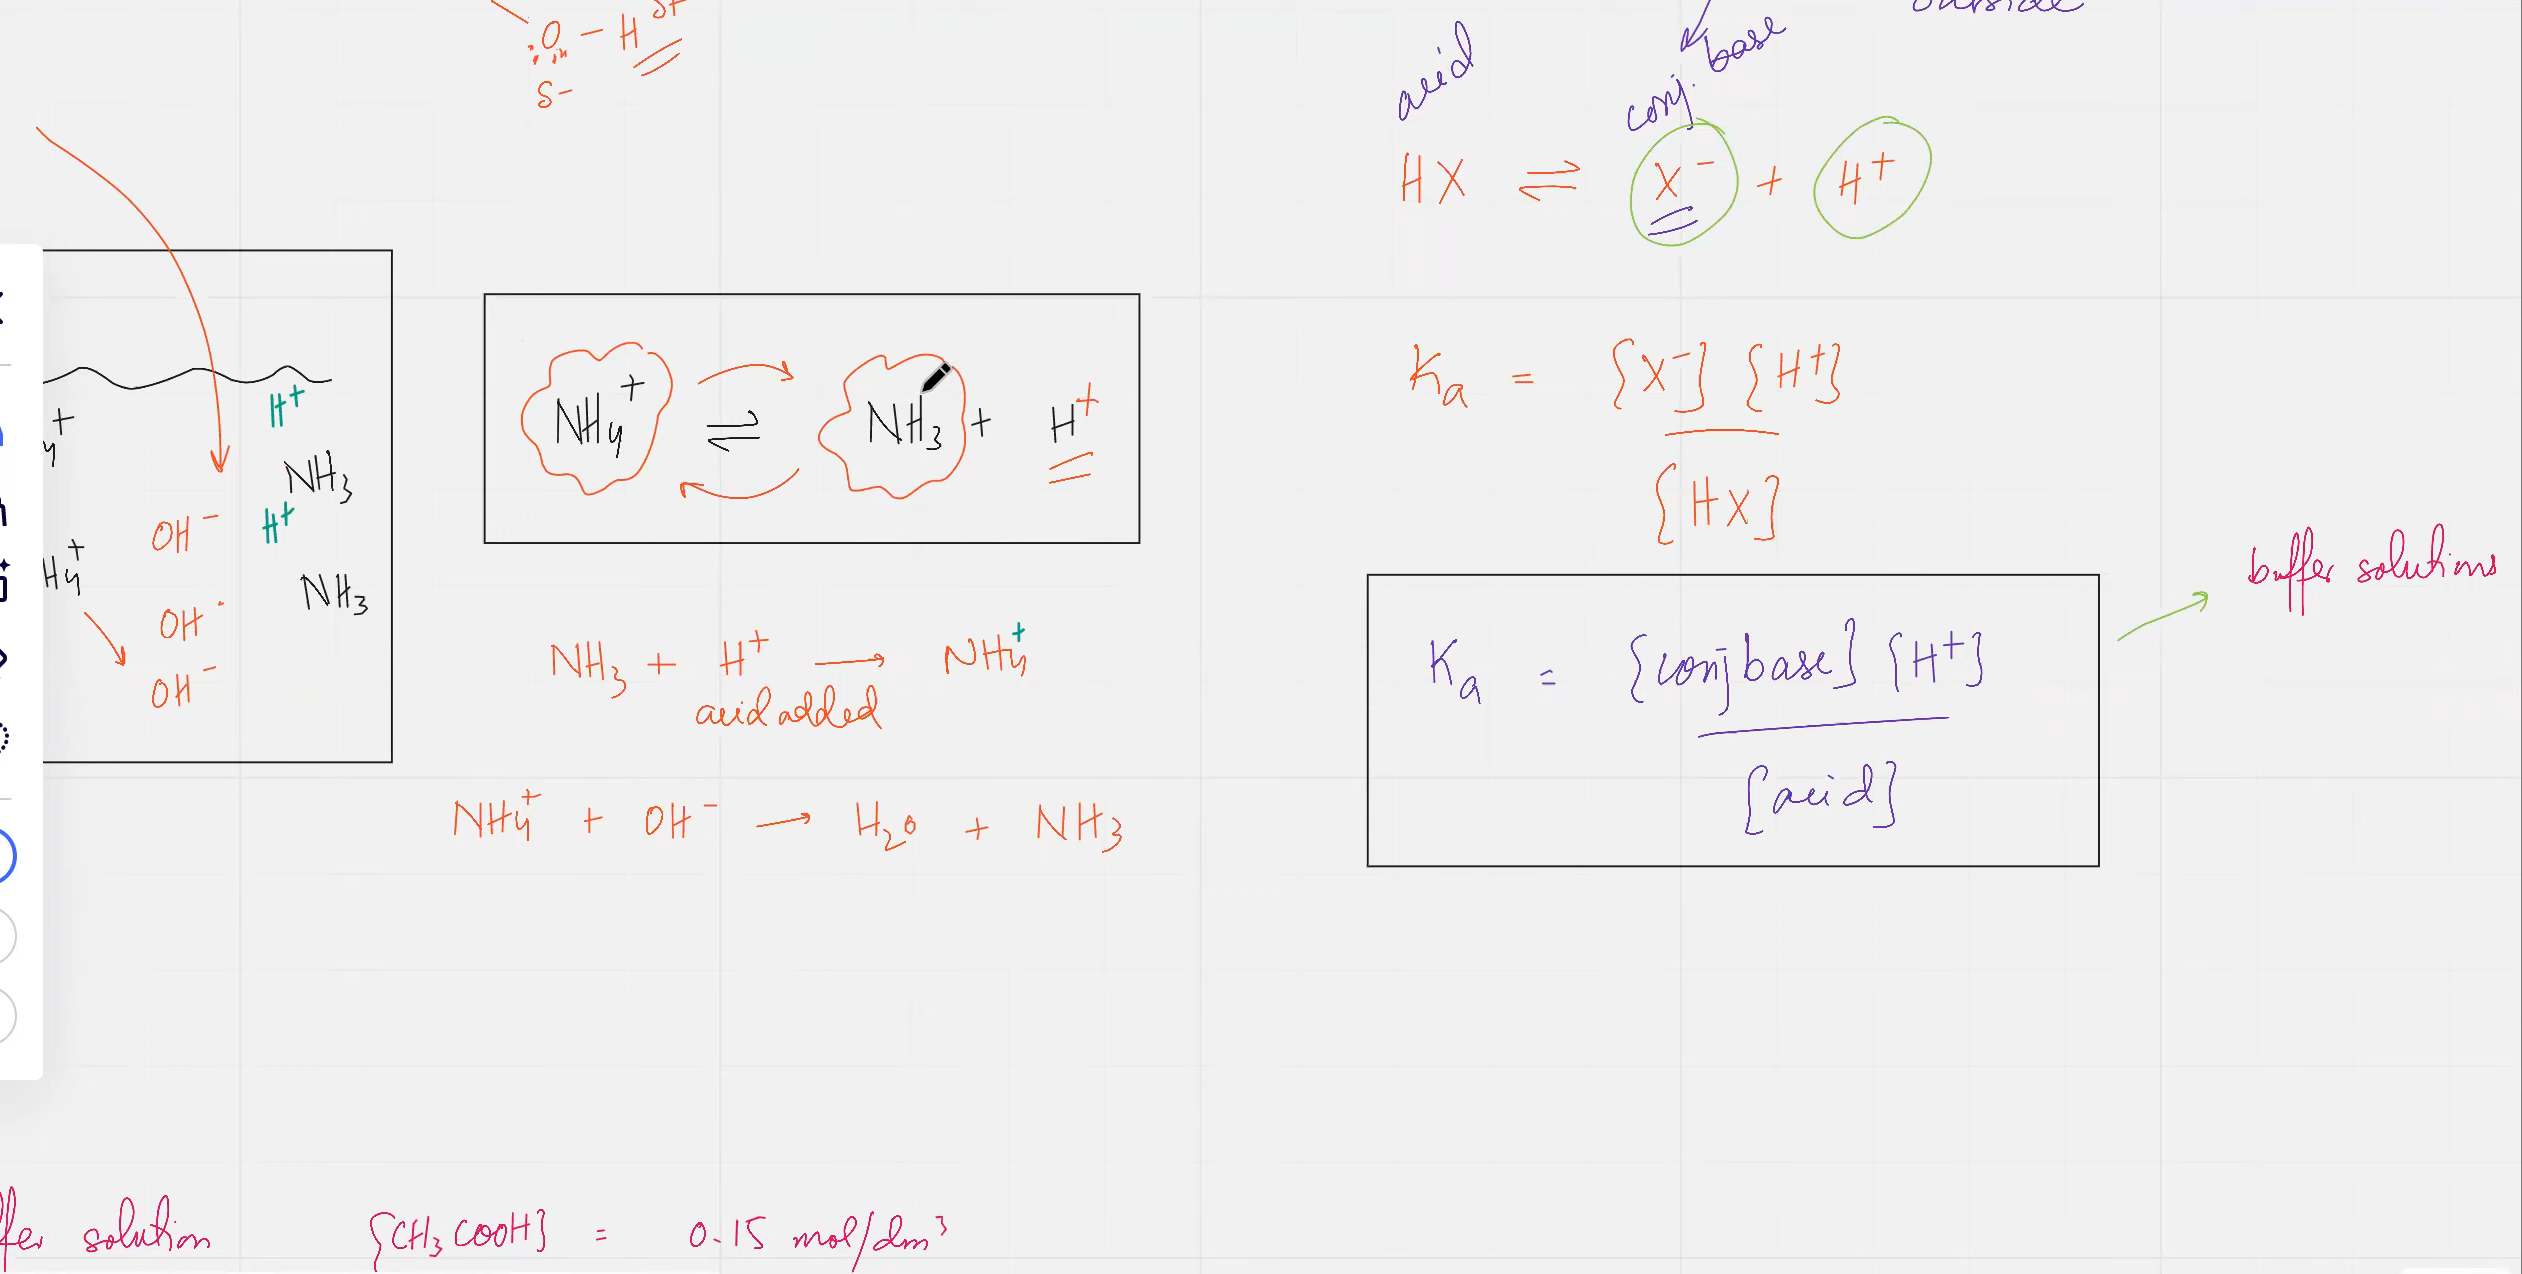 δ+
O - H
δ-
outside
acid
conj. base
HX ⇌ X⁻ + H⁺
H⁺
NH₃
H⁺
OH⁻
NH₃
OH⁻
OH⁻
NH₄⁺ ⇌ NH₃ + H⁺
NH₃ + H⁺ → NH₄⁺
acid added
NH₄⁺ + OH⁻ → H₂O + NH₃
Ka = [X⁻] [H⁺]
[HX]
Ka = [conj base] [H⁺]
[acid]
buffer solutions
solution [CH₃COOH] = 0.15 mol/dm³